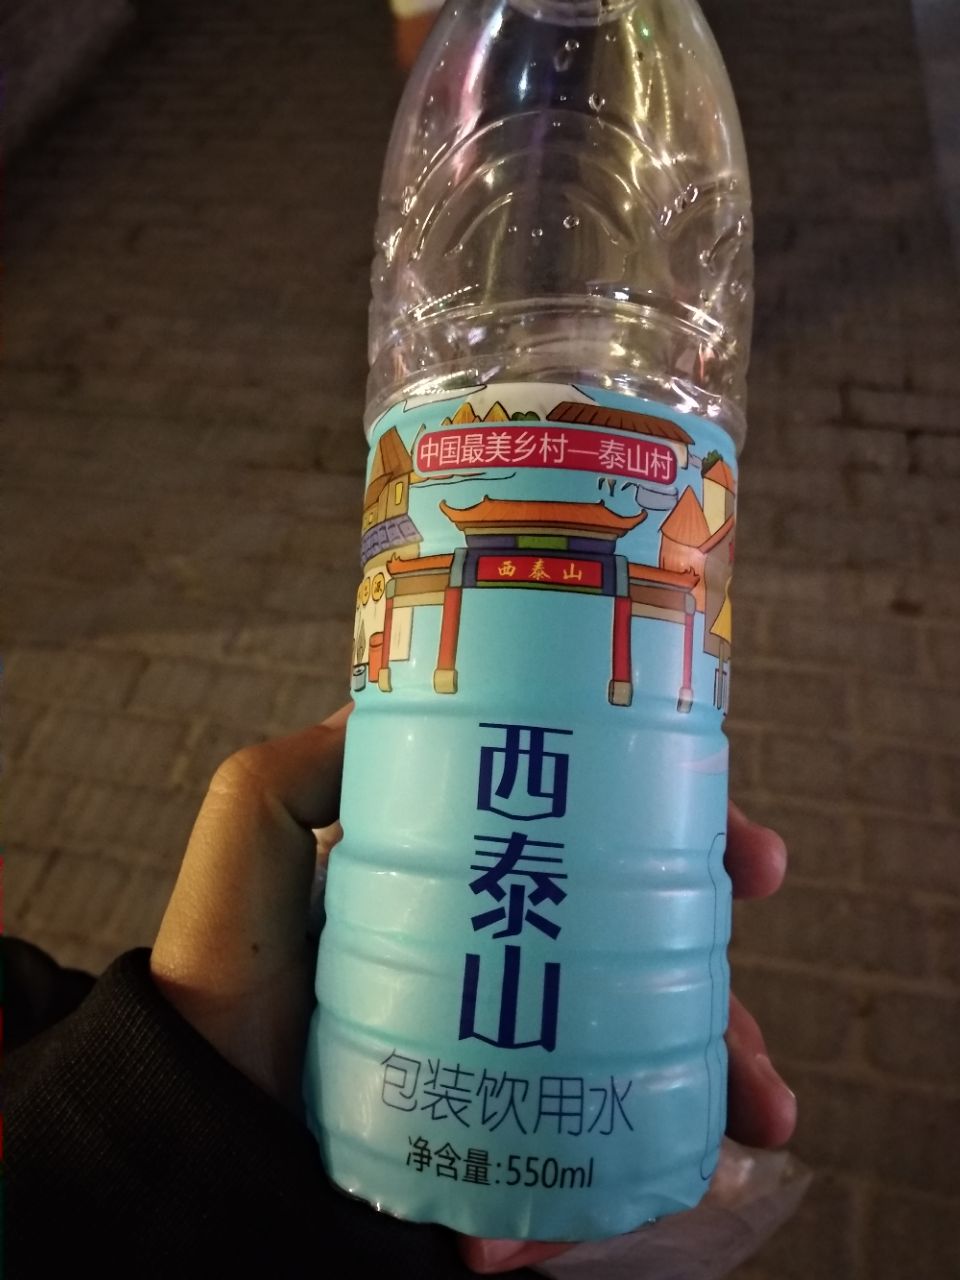 中国最美乡村—泰山村
西泰山
西泰山
包装饮用水
净含量:550ml